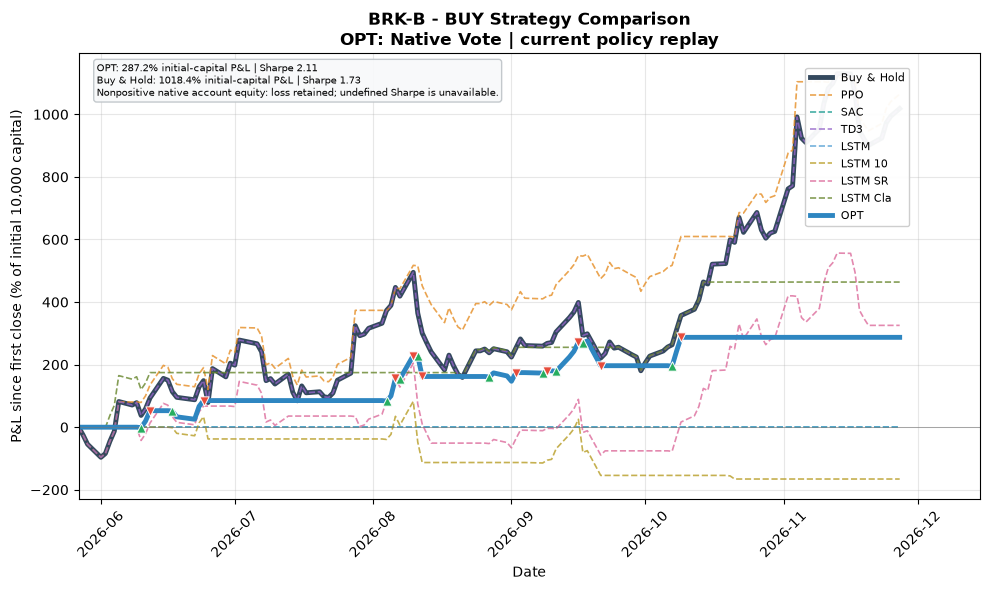 BRK-B - BUY Strategy Comparison
OPT: Native Vote | current policy replay
OPT: 287.2% initial-capital P&L | Sharpe 2.11
Buy & Hold: 1018.4% initial-capital P&L | Sharpe 1.73
Nonpositive native account equity: loss retained; undefined Sharpe is unavailable.
Buy & Hold
PPO
SAC
TD3
LSTM
LSTM 10
LSTM SR
LSTM Cla
OPT
P&L since first close (% of initial 10,000 capital)
1000
800
600
400
200
0
−200
2026-06
2026-07
2026-08
2026-09
2026-10
2026-11
2026-12
Date